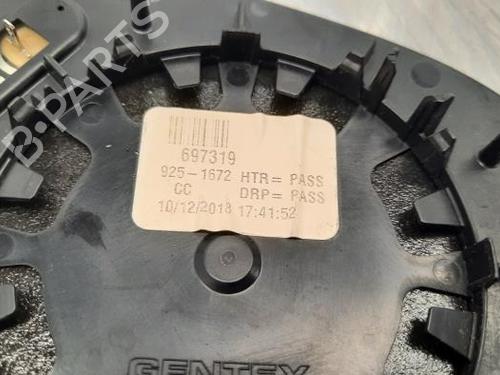 697319
925-1672 HTR= PASS
CC DRP= PASS
10/12/2018 17:41:52
GENTEX
B-PARTS